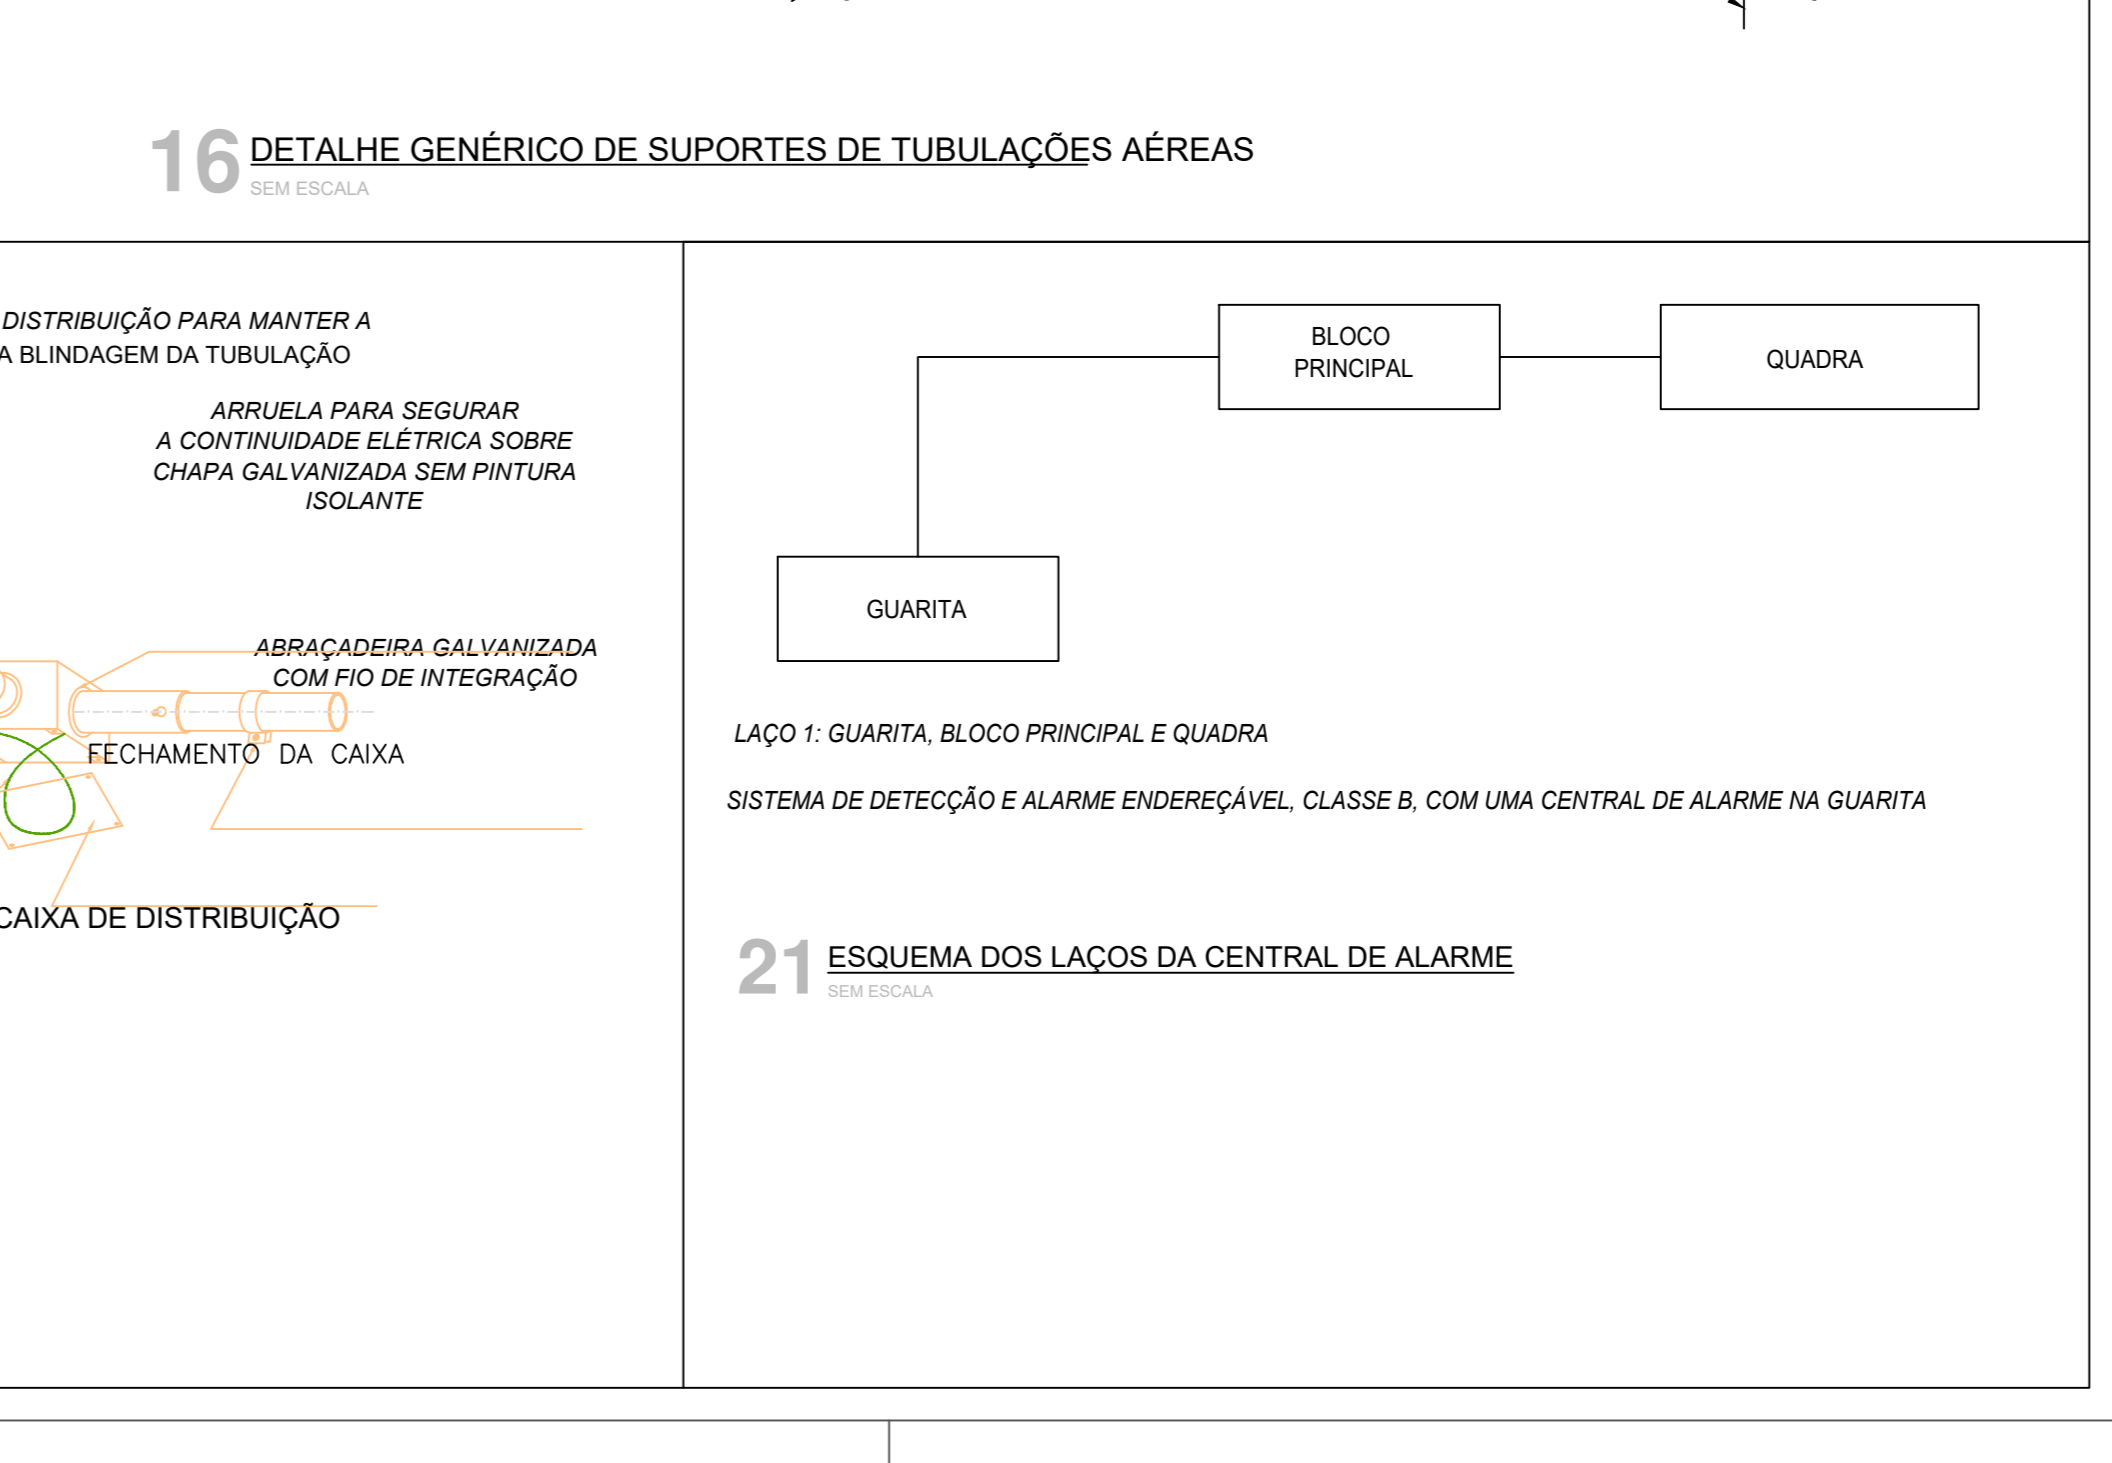 16 DETALHE GENÉRICO DE SUPORTES DE TUBULAÇÕES AÉREAS
SEM ESCALA
DISTRIBUIÇÃO PARA MANTER A
A BLINDAGEM DA TUBULAÇÃO
ARRUELA PARA SEGURAR
A CONTINUIDADE ELÉTRICA SOBRE
CHAPA GALVANIZADA SEM PINTURA
ISOLANTE
ABRAÇADEIRA GALVANIZADA
COM FIO DE INTEGRAÇÃO
FECHAMENTO DA CAIXA
CAIXA DE DISTRIBUIÇÃO
BLOCO
PRINCIPAL
QUADRA
GUARITA
LAÇO 1: GUARITA, BLOCO PRINCIPAL E QUADRA
SISTEMA DE DETECÇÃO E ALARME ENDEREÇÁVEL, CLASSE B, COM UMA CENTRAL DE ALARME NA GUARITA
21 ESQUEMA DOS LAÇOS DA CENTRAL DE ALARME
SEM ESCALA